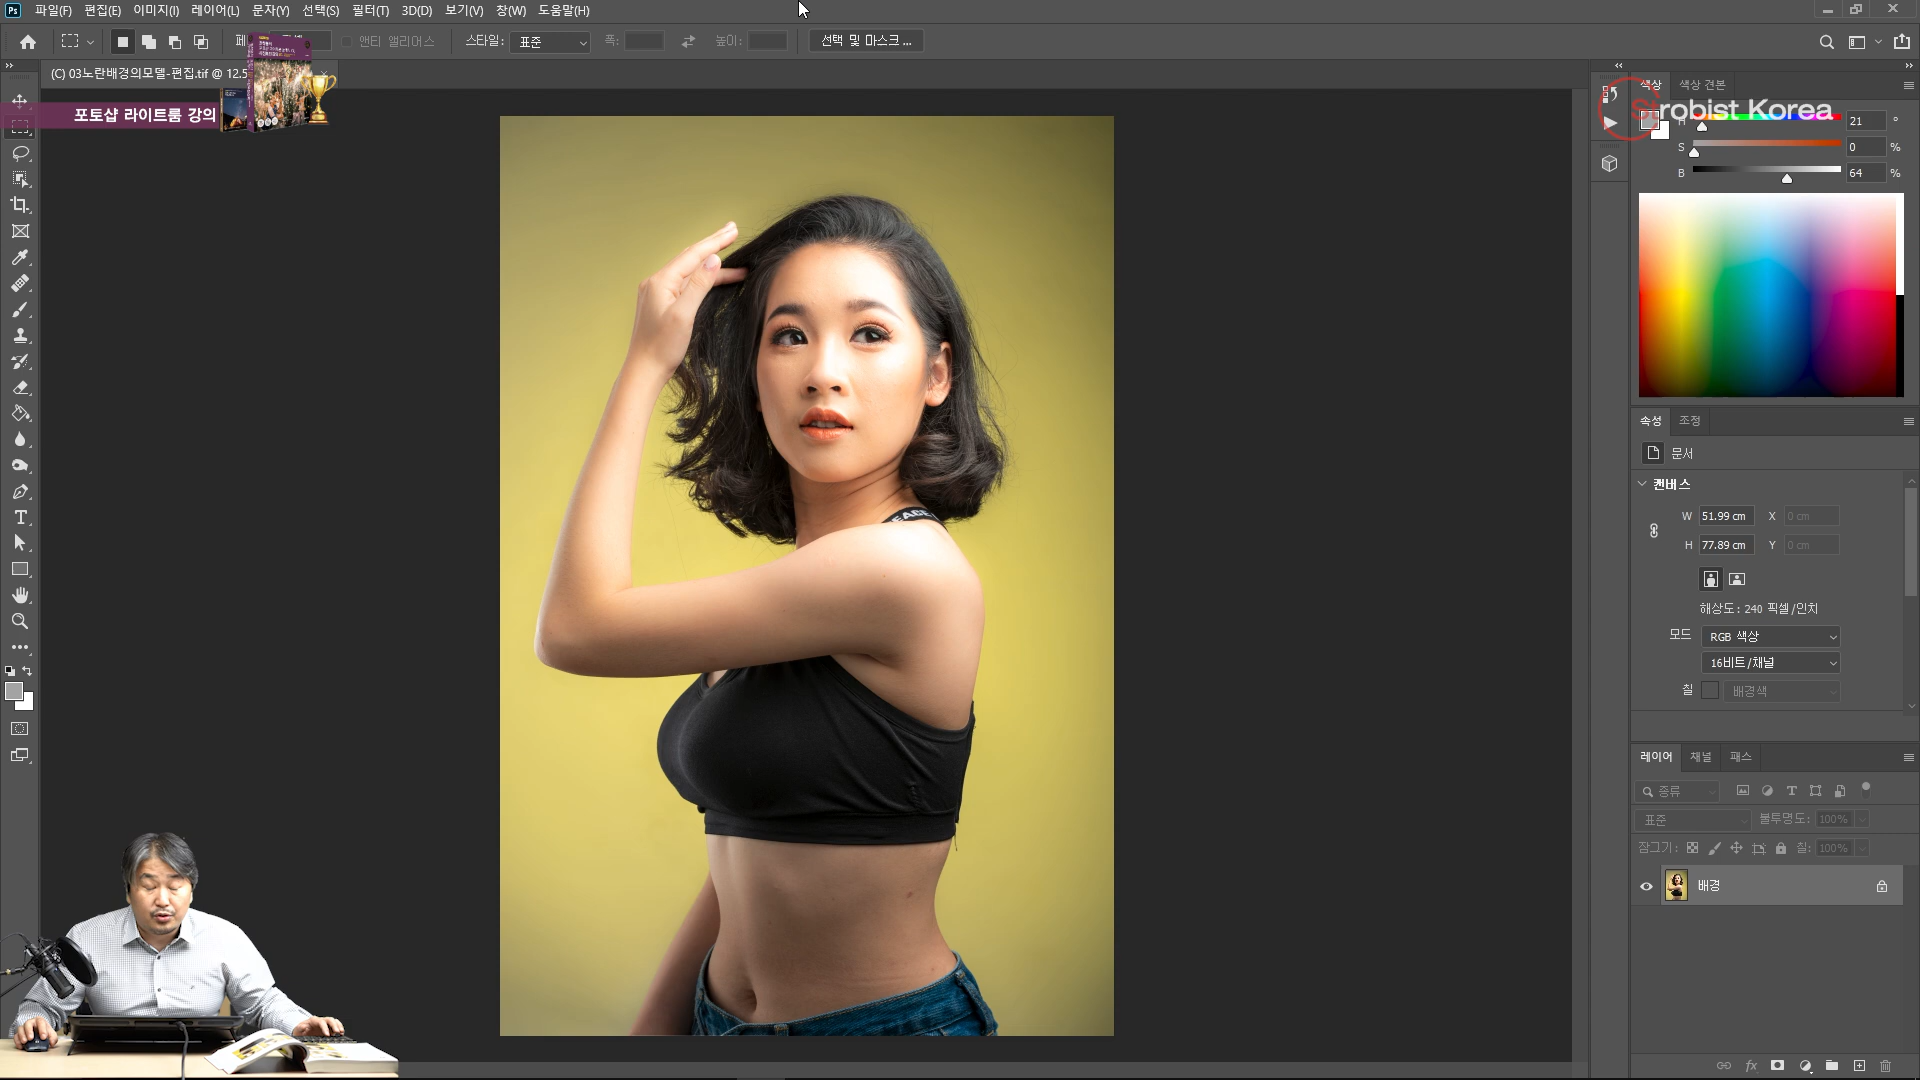 Ps 파일(F) 편집(E) 이미지(I) 레이어(L) 문자(Y) 선택(S) 필터(T) 3D(D) 보기(V) 창(W) 도움말(H)
페 앤티 앨리어스 스타일: 표준 폭: 높이: 선택 및 마스크...
(C) 03노란배경의모델-편집.tif @ 12.5
포토샵 라이트룸 강의
색상 색상 견본
Strobist Korea
H 21 °
S 0 %
B 64 %
EACE
속성 조정
문서
캔버스
W 51.99 cm X 0 cm
H 77.89 cm Y 0 cm
해상도: 240 픽셀/인치
모드 RGB 색상
16비트/채널
칠 배경색
레이어 채널 패스
종류
표준 불투명도: 100%
잠그기: 칠: 100%
배경
fx